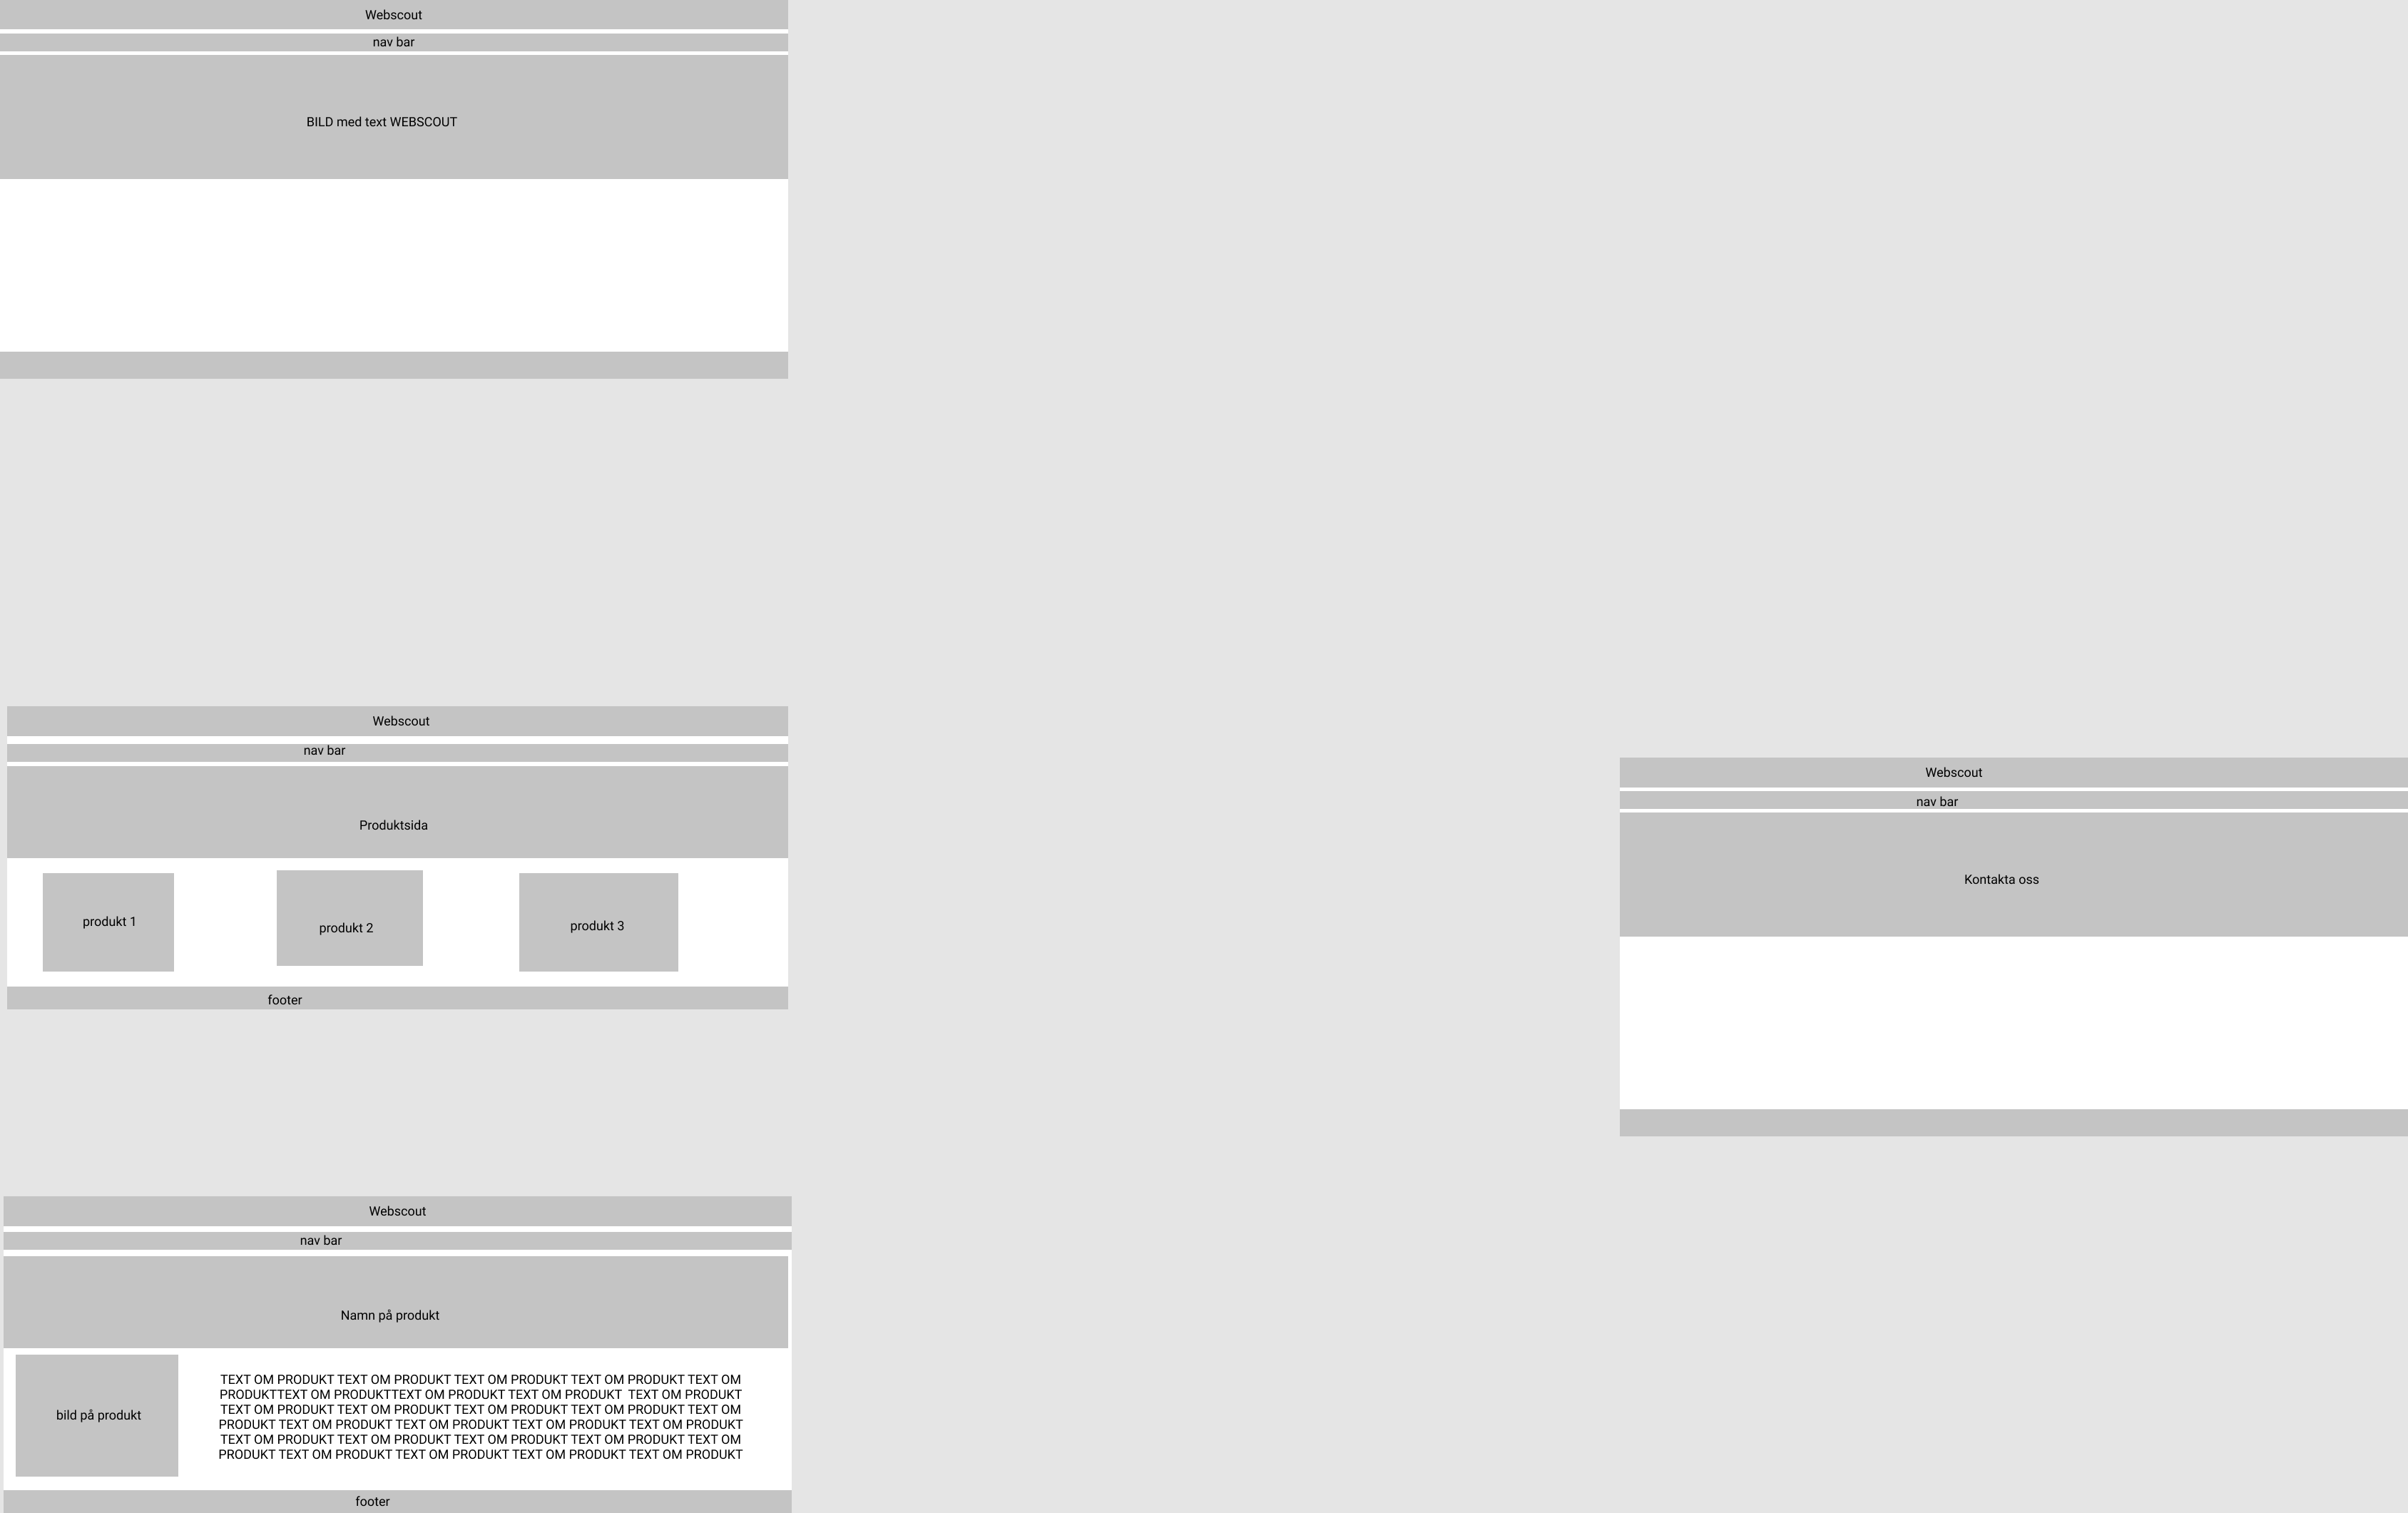 Webscout
nav bar
BILD med text WEBSCOUT
Webscout
nav bar
Produktsida
produkt 1
produkt 2
produkt 3
footer
Webscout
nav bar
Kontakta oss
Webscout
nav bar
Namn på produkt
bild på produkt
TEXT OM PRODUKT TEXT OM PRODUKT TEXT OM PRODUKT TEXT OM PRODUKT TEXT OM
PRODUKTTEXT OM PRODUKTTEXT OM PRODUKT TEXT OM PRODUKT  TEXT OM PRODUKT
TEXT OM PRODUKT TEXT OM PRODUKT TEXT OM PRODUKT TEXT OM PRODUKT TEXT OM
PRODUKT TEXT OM PRODUKT TEXT OM PRODUKT TEXT OM PRODUKT TEXT OM PRODUKT
TEXT OM PRODUKT TEXT OM PRODUKT TEXT OM PRODUKT TEXT OM PRODUKT TEXT OM
PRODUKT TEXT OM PRODUKT TEXT OM PRODUKT TEXT OM PRODUKT TEXT OM PRODUKT
footer